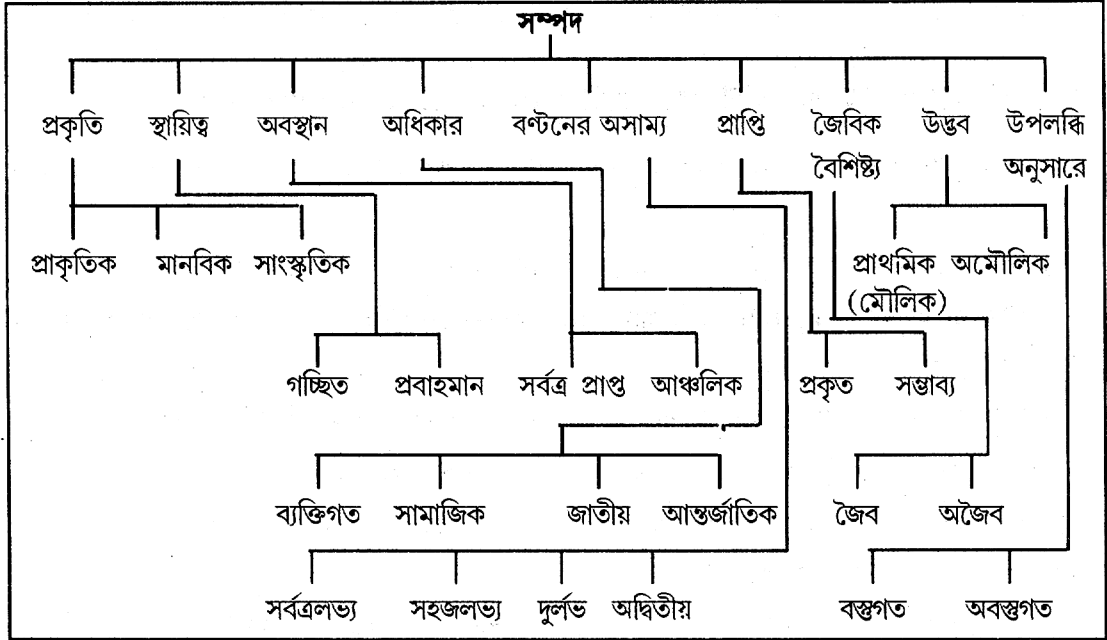 সম্পদ
প্রকৃতি স্থায়িত্ব অবস্থান অধিকার বণ্টনের অসাম্য প্রাপ্তি জৈবিক উদ্ভব উপলব্ধি
বৈশিষ্ট্য অনুসারে
প্রাকৃতিক মানবিক সাংস্কৃতিক প্রাথমিক অমৌলিক
(মৌলিক)
গচ্ছিত প্রবাহমান সর্বত্র প্রাপ্ত আঞ্চলিক প্রকৃত সম্ভাব্য
ব্যক্তিগত সামাজিক জাতীয় আন্তর্জাতিক জৈব অজৈব
সর্বত্রলভ্য সহজলভ্য দুর্লভ অদ্বিতীয় বস্তুগত অবস্তুগত